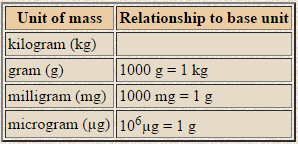 Unit of mass Relationship to base unit
kilogram (kg)
gram (g) 1000 g = 1 kg
milligram (mg) 1000 mg = 1 g
microgram (µg) 10⁶µg = 1 g